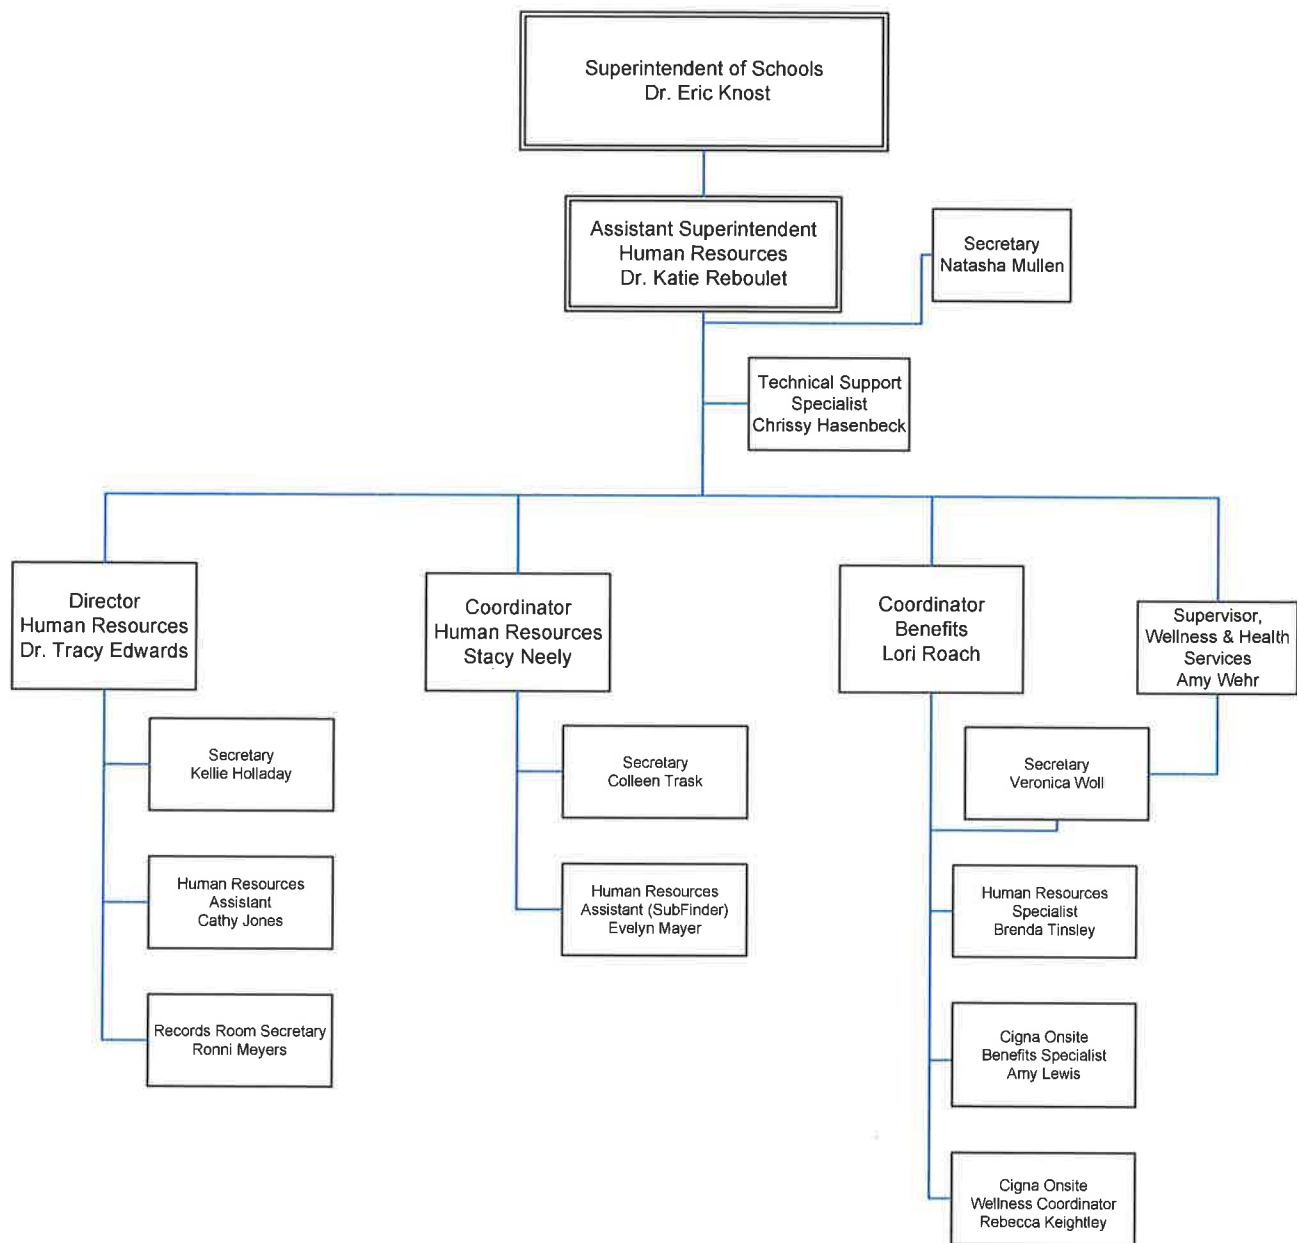 Superintendent of Schools
Dr. Eric Knost
Assistant Superintendent
Human Resources
Dr. Katie Reboulet
Secretary
Natasha Mullen
Technical Support
Specialist
Chrissy Hasenbeck
Director
Human Resources
Dr. Tracy Edwards
Coordinator
Human Resources
Stacy Neely
Coordinator
Benefits
Lori Roach
Supervisor,
Wellness & Health
Services
Amy Wehr
Secretary
Kellie Holladay
Secretary
Colleen Trask
Secretary
Veronica Woll
Human Resources
Assistant
Cathy Jones
Human Resources
Assistant (SubFinder)
Evelyn Mayer
Human Resources
Specialist
Brenda Tinsley
Records Room Secretary
Ronni Meyers
Cigna Onsite
Benefits Specialist
Amy Lewis
Cigna Onsite
Wellness Coordinator
Rebecca Keightley